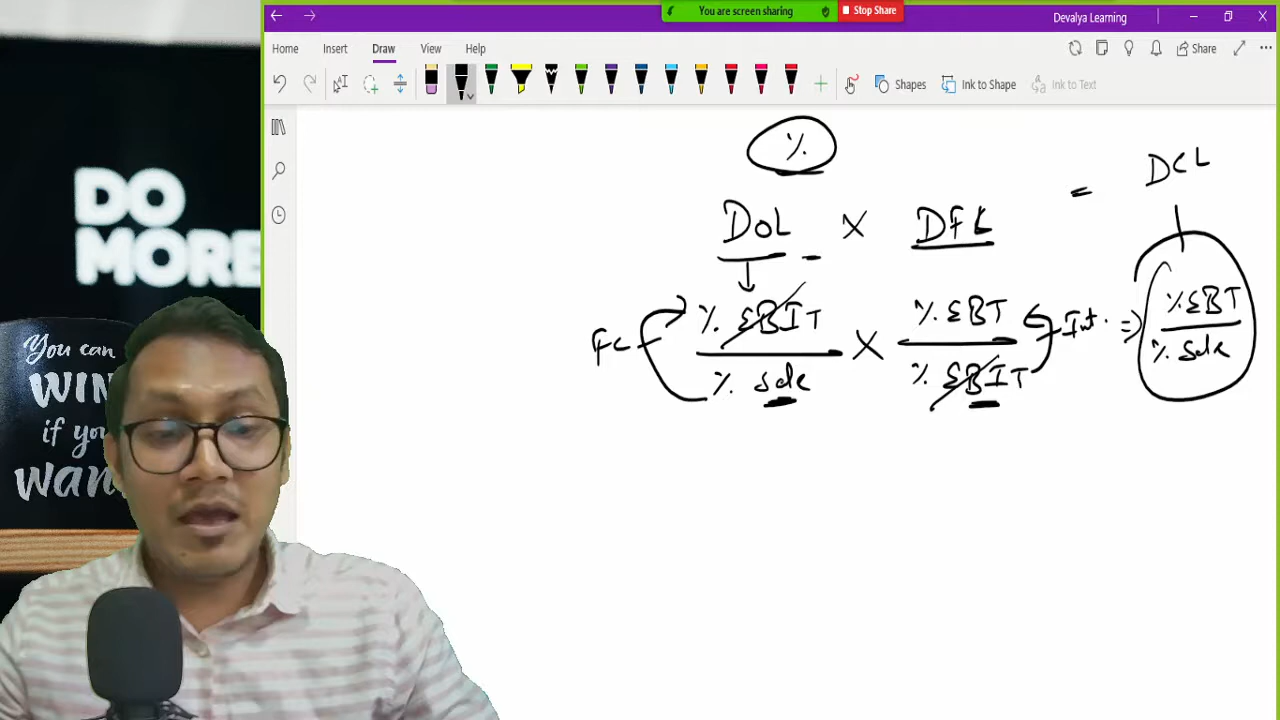 You are screen sharing
Stop Share
Devalya Learning
Home
Insert
Draw
View
Help
Share
Shapes
Ink to Shape
Ink to Text
DO
MORE
You can
WIN
if you
Want
%
DOL × DFL = DCL
FC % EBIT / % Sale × % EBT / % EBIT Int. ⇒ % EBT / % Sale